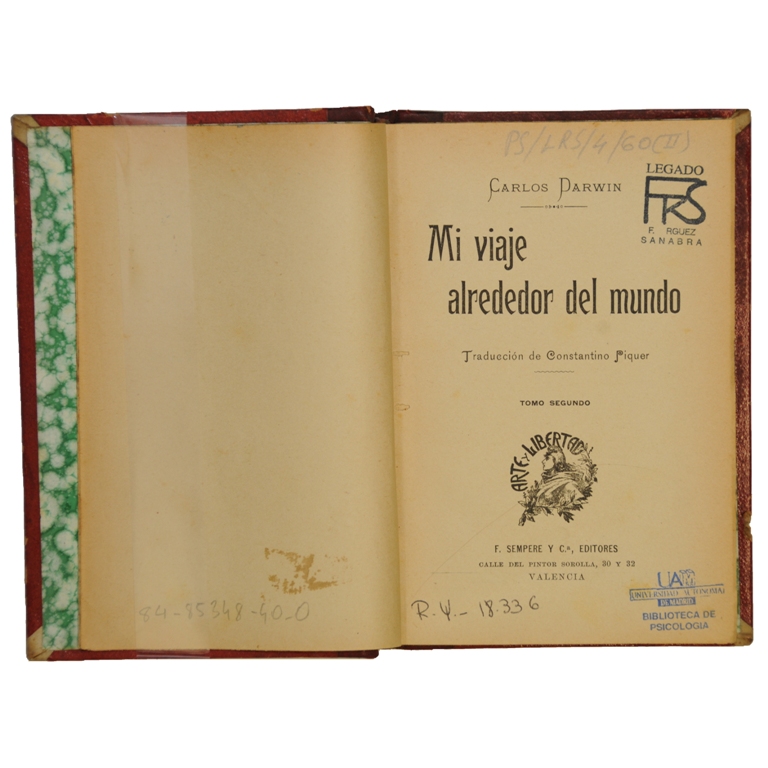 84-85348-40-0
PS/LRS/4/60(II)
LEGADO
FRS
F. RGUEZ
SANABRA
CARLOS DARWIN
Mi viaje
alrededor del mundo
Traducción de Constantino Piquer
TOMO SEGUNDO
ARTE Y LIBERTAD
F. SEMPERE Y C.ª, EDITORES
CALLE DEL PINTOR SOROLLA, 30 Y 32
VALENCIA
R. Ψ.- 18.336
UAM
UNIVERSIDAD AUTONOMA
DE MADRID
BIBLIOTECA DE
PSICOLOGIA